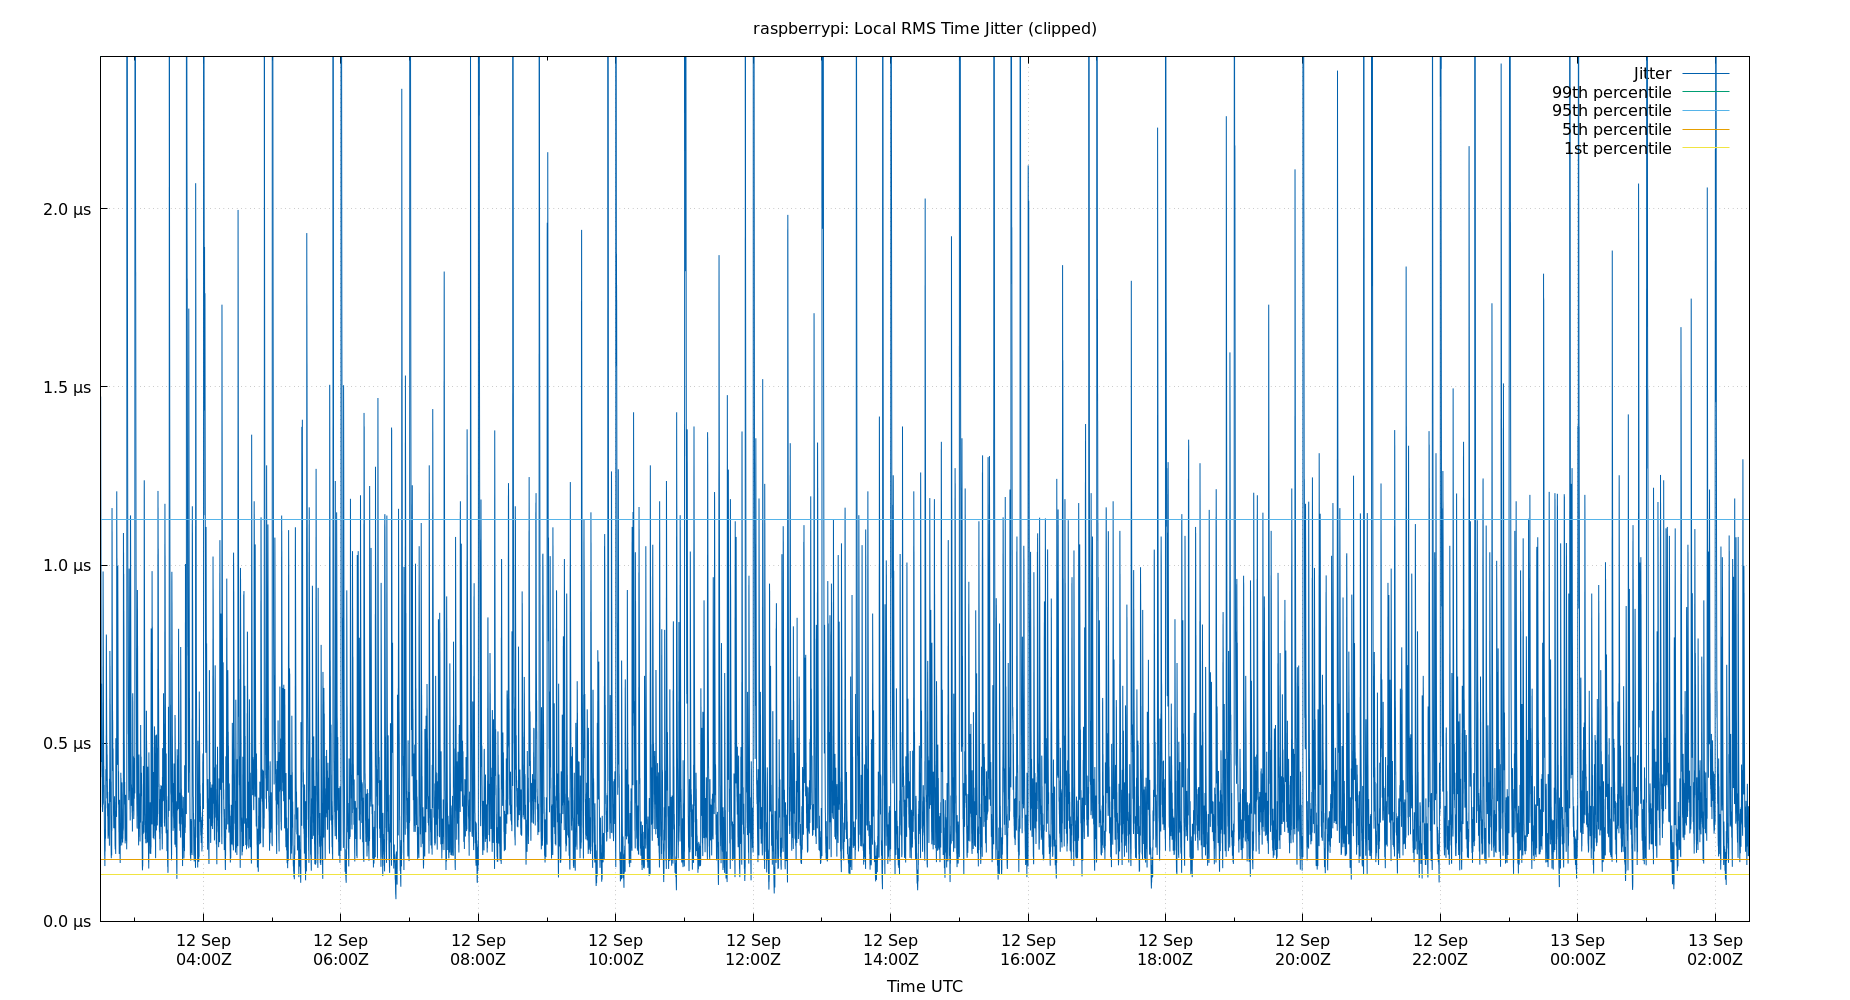 raspberrypi: Local RMS Time Jitter (clipped)
Jitter
99th percentile
95th percentile
5th percentile
1st percentile
2.0 µs
1.5 µs
1.0 µs
0.5 µs
0.0 µs
12 Sep 12 Sep 12 Sep 12 Sep 12 Sep 12 Sep 12 Sep 12 Sep 12 Sep 12 Sep 13 Sep 13 Sep
04:00Z 06:00Z 08:00Z 10:00Z 12:00Z 14:00Z 16:00Z 18:00Z 20:00Z 22:00Z 00:00Z 02:00Z
Time UTC